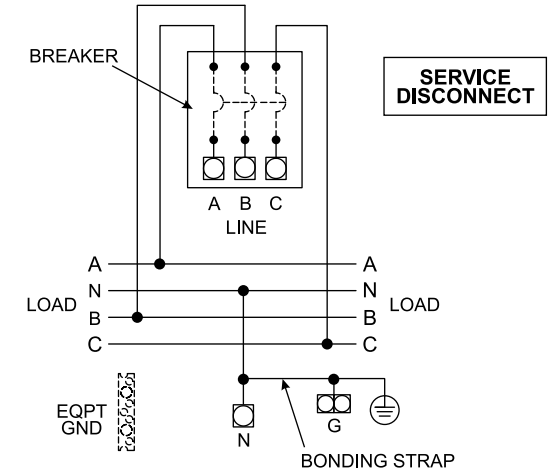 BREAKER
SERVICE
DISCONNECT
A B C
LINE
A A
N N
LOAD LOAD
B B
C C
EQPT
GND
N
G
BONDING STRAP